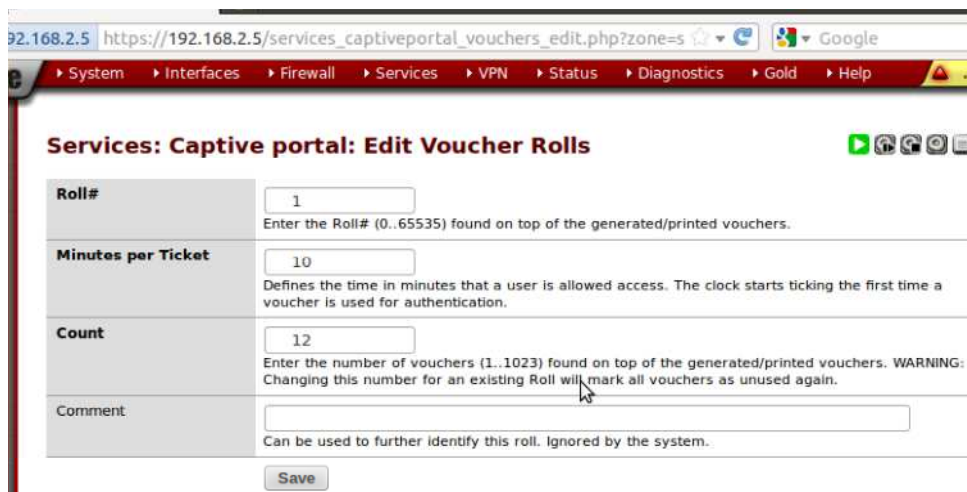 92.168.2.5 https://192.168.2.5/services_captiveportal_vouchers_edit.php?zone=s Google
System Interfaces Firewall Services VPN Status Diagnostics Gold Help
Services: Captive portal: Edit Voucher Rolls
Roll#
1
Enter the Roll# (0..65535) found on top of the generated/printed vouchers.
Minutes per Ticket
10
Defines the time in minutes that a user is allowed access. The clock starts ticking the first time a
voucher is used for authentication.
Count
12
Enter the number of vouchers (1..1023) found on top of the generated/printed vouchers. WARNING:
Changing this number for an existing Roll will mark all vouchers as unused again.
Comment
Can be used to further identify this roll. Ignored by the system.
Save